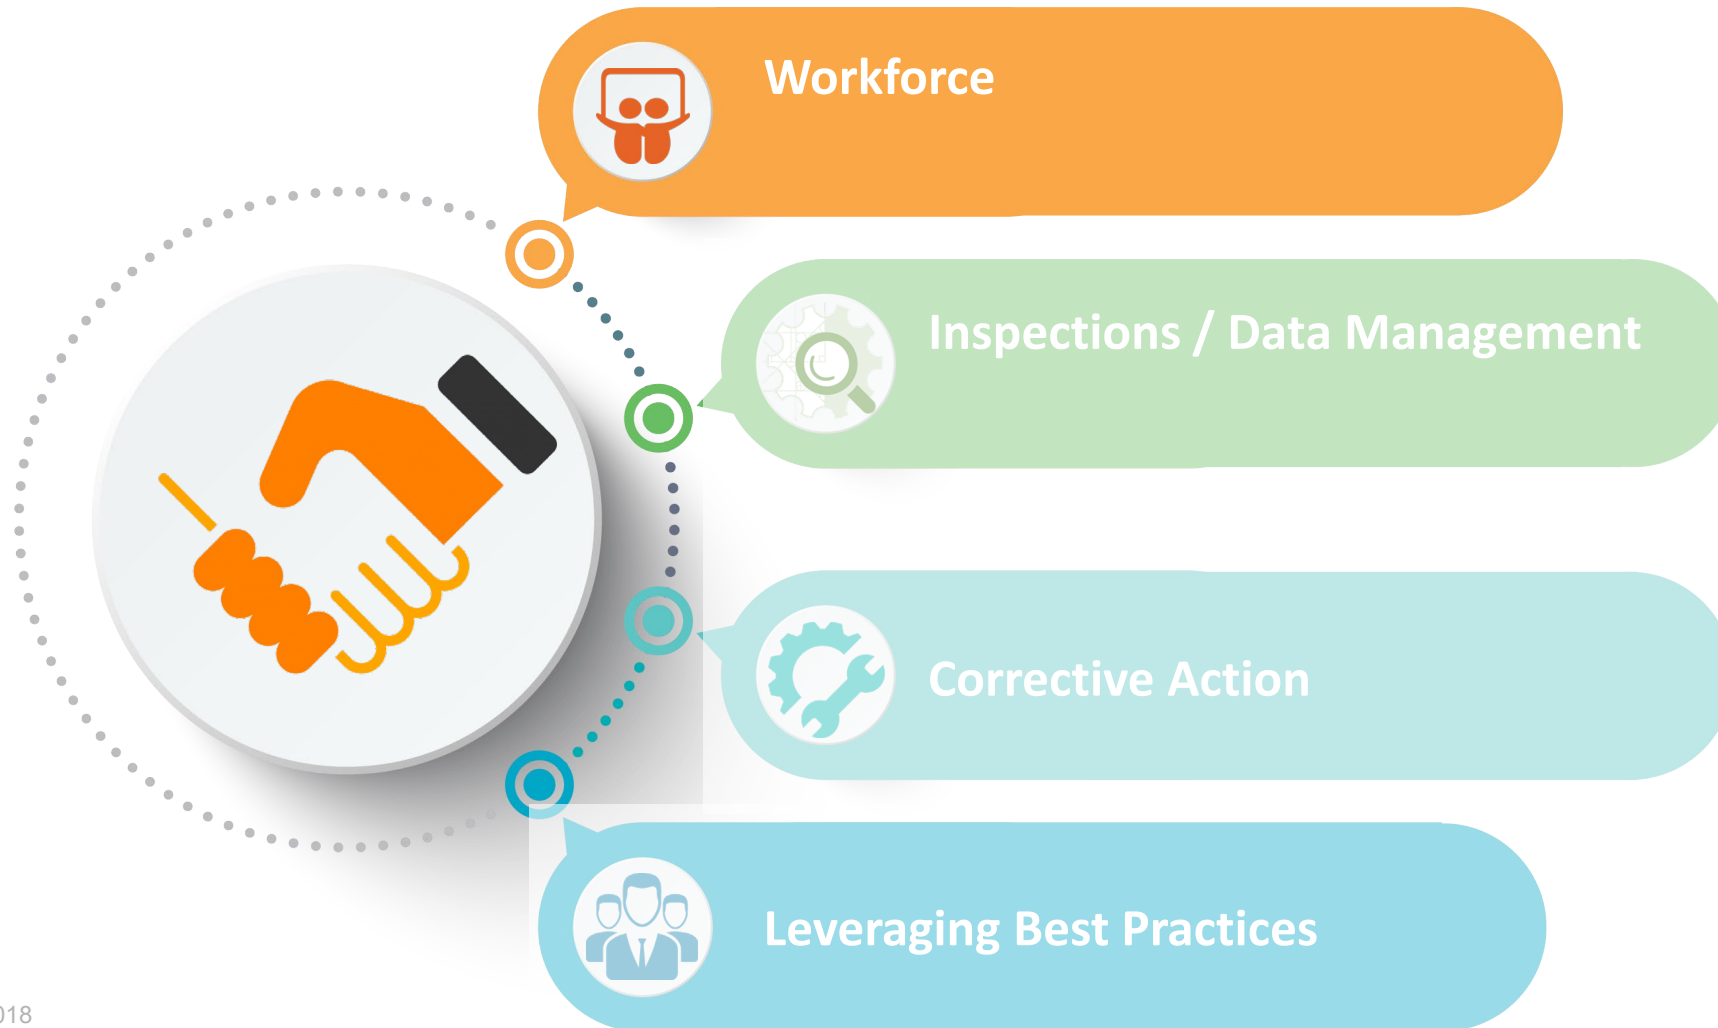 Workforce
Inspections / Data Management
Corrective Action
Leveraging Best Practices
018